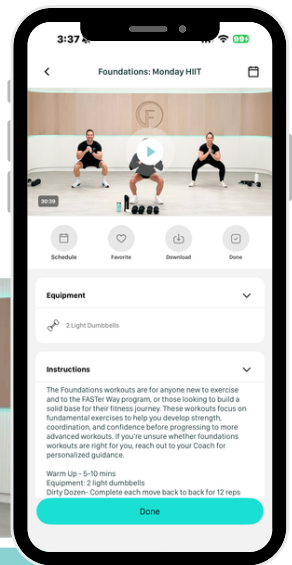 3:37
99+
Foundations: Monday HIIT
F
30:39
Schedule Favorite Download Done
Equipment
2 Light Dumbbells
Instructions
The Foundations workouts are for anyone new to exercise
and to the FASTer Way program, or those looking to build a
solid base for their fitness journey. These workouts focus on
fundamental exercises to help you develop strength,
coordination, and confidence before progressing to more
advanced workouts. If you're unsure whether foundations
workouts are right for you, reach out to your Coach for
personalized guidance.
Warm Up - 5-10 mins
Equipment: 2 light dumbbells
Dirty Dozen- Complete each move back to back for 12 reps
Done